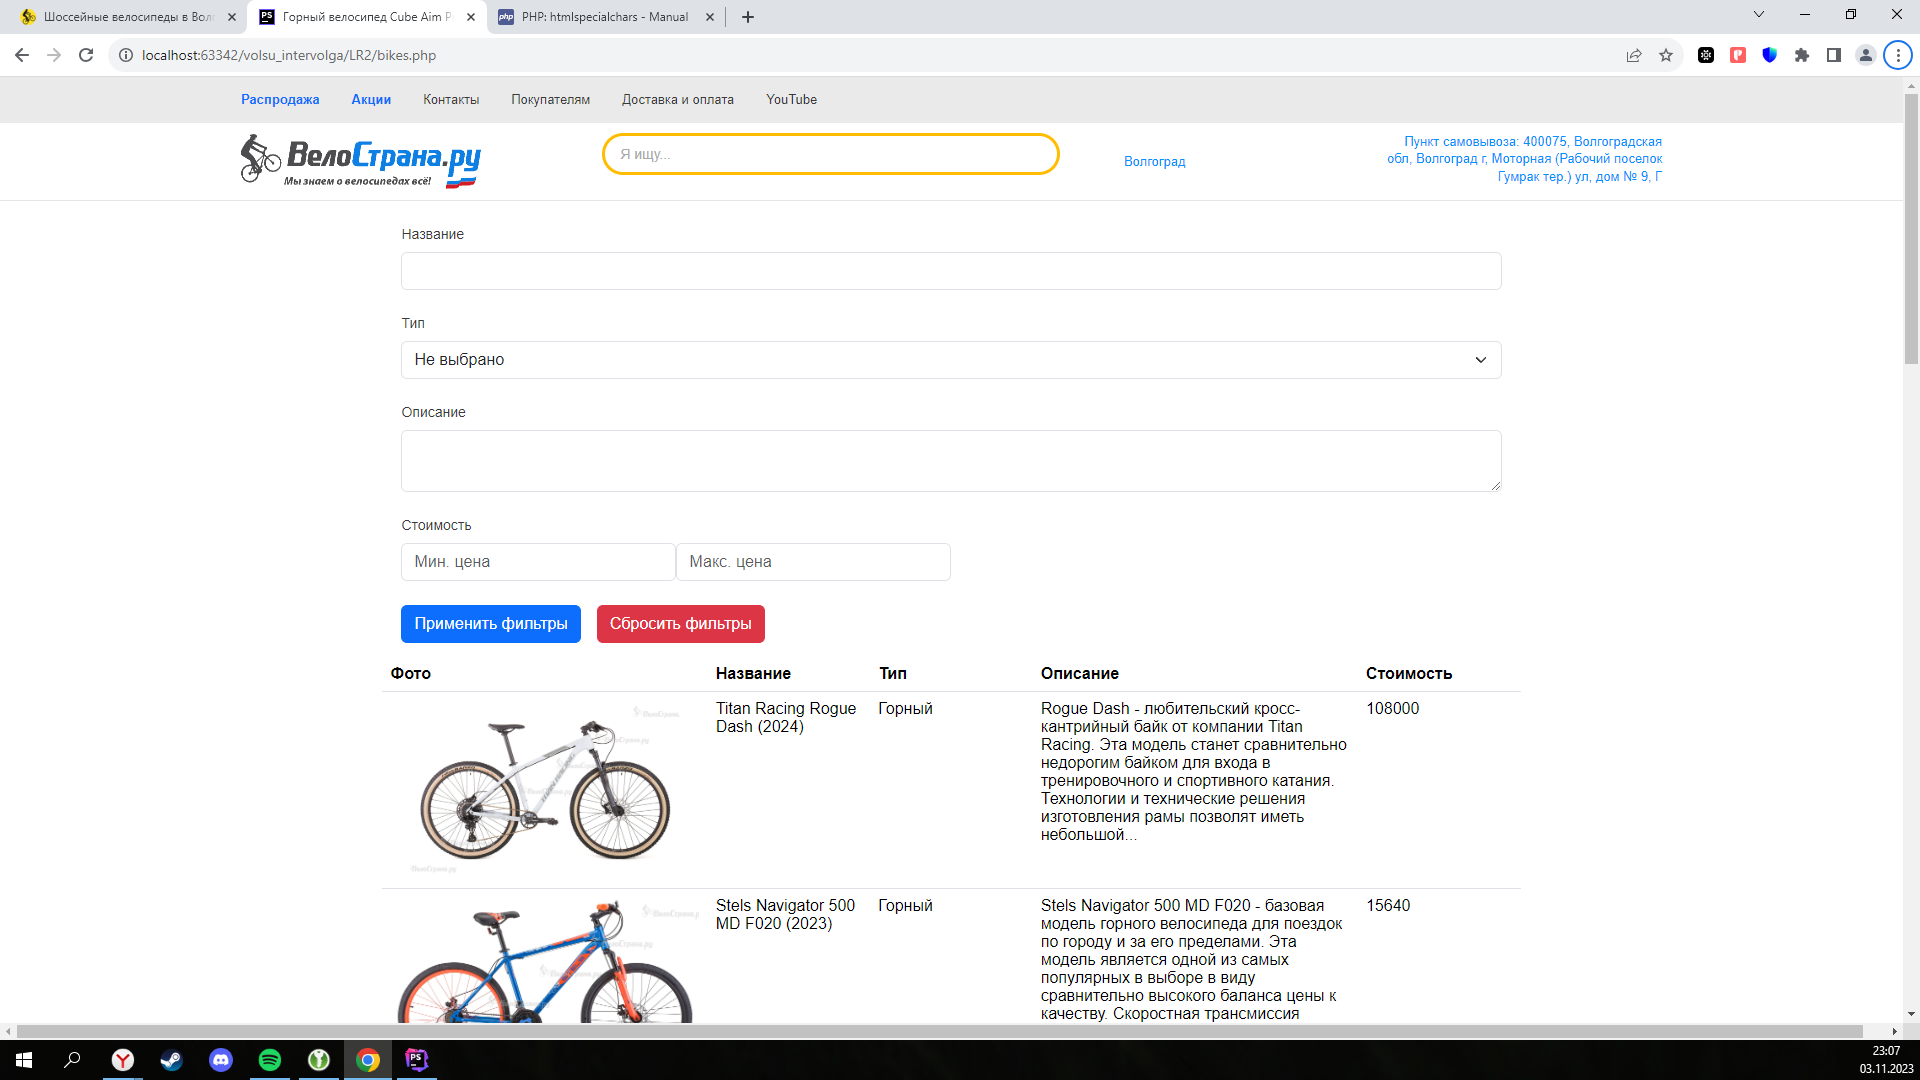 Шоссейные велосипеды в Вол
Горный велосипед Cube Aim P
PHP: htmlspecialchars - Manual
localhost:63342/volsu_intervolga/LR2/bikes.php
Распродажа Акции Контакты Покупателям Доставка и оплата YouTube
ВелоСтрана.ру
Мы знаем о велосипедах всё!
Я ищу...
Волгоград
Пункт самовывоза: 400075, Волгоградская
обл, Волгоград г, Моторная (Рабочий поселок
Гумрак тер.) ул, дом № 9, Г
Название
Тип
Не выбрано
Описание
Стоимость
Мин. цена Макс. цена
Применить фильтры Сбросить фильтры
Фото Название Тип Описание Стоимость
Titan Racing Rogue
Dash (2024)
Горный
Rogue Dash - любительский кросс-
кантрийный байк от компании Titan
Racing. Эта модель станет сравнительно
недорогим байком для входа в
тренировочного и спортивного катания.
Технологии и технические решения
изготовления рамы позволят иметь
небольшой...
108000
Stels Navigator 500
MD F020 (2023)
Горный
Stels Navigator 500 MD F020 - базовая
модель горного велосипеда для поездок
по городу и за его пределами. Эта
модель является одной из самых
популярных в выборе в виду
сравнительно высокого баланса цены к
качеству. Скоростная трансмиссия
15640
23:07
03.11.2023